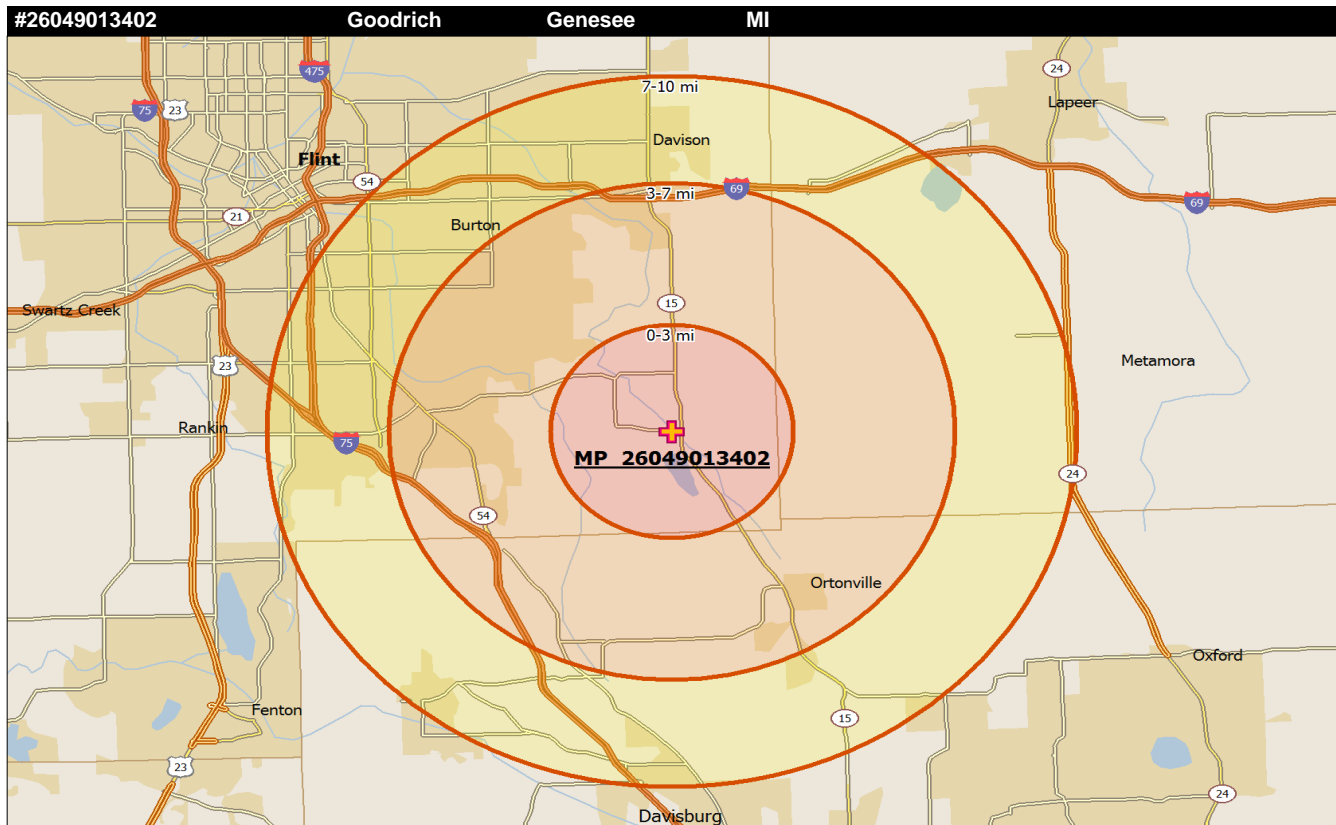 #26049013402 Goodrich Genesee MI
475
24
7-10 mi
75 23
Lapeer
Davison
Flint
54
69
3-7 mi
69
21
Burton
15
Swartz Creek
0-3 mi
Metamora
23
Rankin
75
MP 26049013402
24
54
Ortonville
Oxford
Fenton
15
23
24
Davisburg